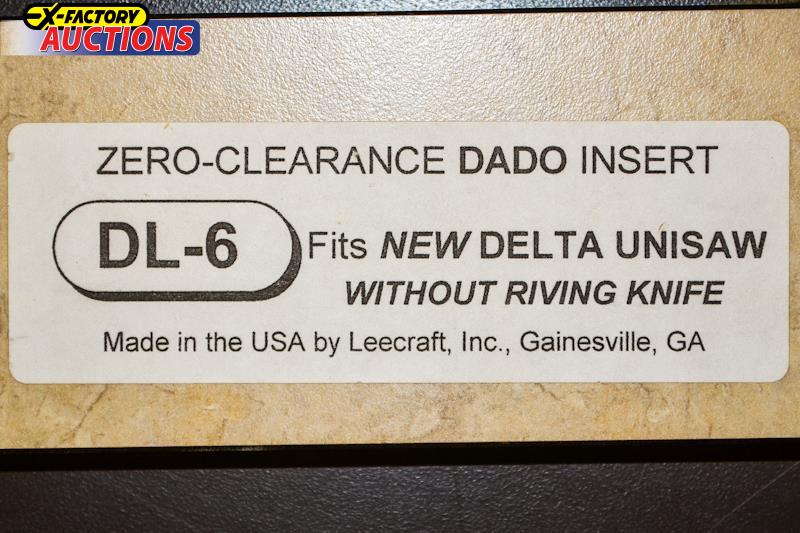 X-FACTORY
AUCTIONS
ZERO-CLEARANCE DADO INSERT
DL-6 Fits NEW DELTA UNISAW
WITHOUT RIVING KNIFE
Made in the USA by Leecraft, Inc., Gainesville, GA